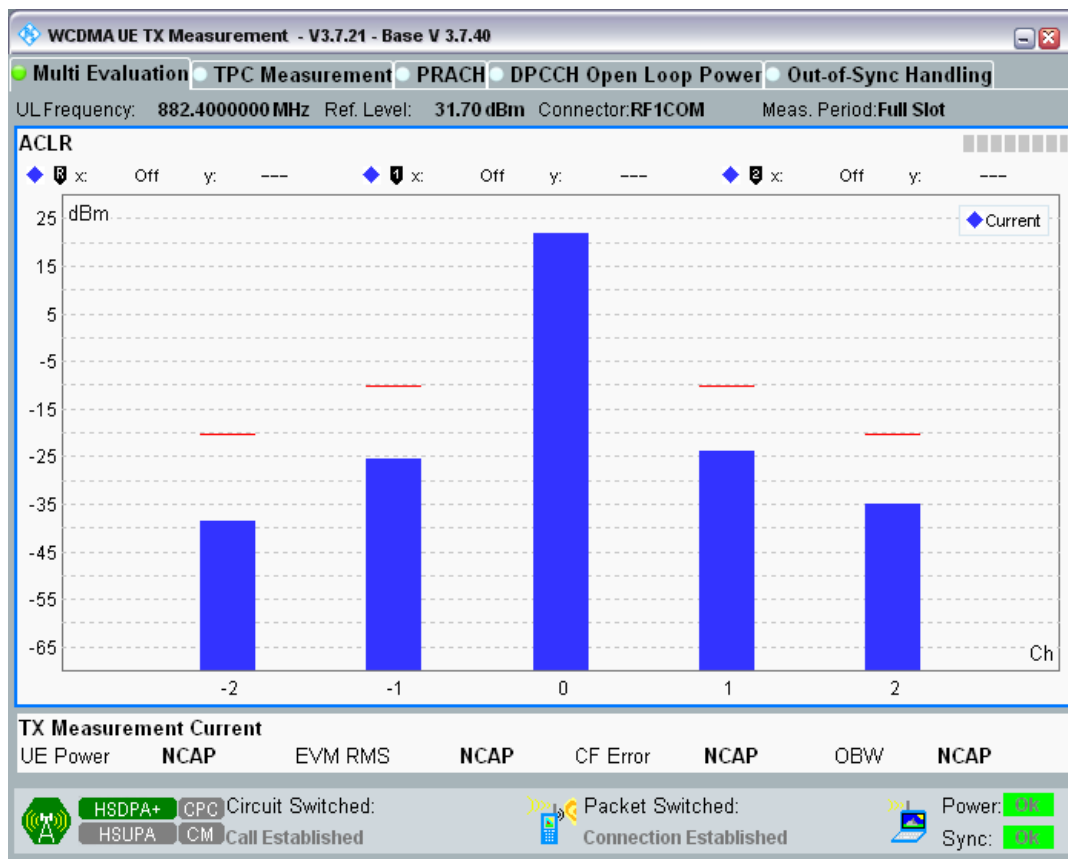 WCDMA UE TX Measurement - V3.7.21 - Base V 3.7.40
Multi Evaluation TPC Measurement PRACH DPCCH Open Loop Power Out-of-Sync Handling
UL Frequency: 882.4000000 MHz Ref. Level: 31.70 dBm Connector:RF1COM Meas. Period:Full Slot
ACLR
R x: Off y: --- 1 x: Off y: --- 2 x: Off y: ---
dBm
Current
25
15
5
-5
-15
-25
-35
-45
-55
-65
Ch
-2 -1 0 1 2
TX Measurement Current
UE Power NCAP EVM RMS NCAP CF Error NCAP OBW NCAP
HSDPA+ CPC Circuit Switched: Packet Switched: Power: OK
HSUPA CM Call Established Connection Established Sync: OK